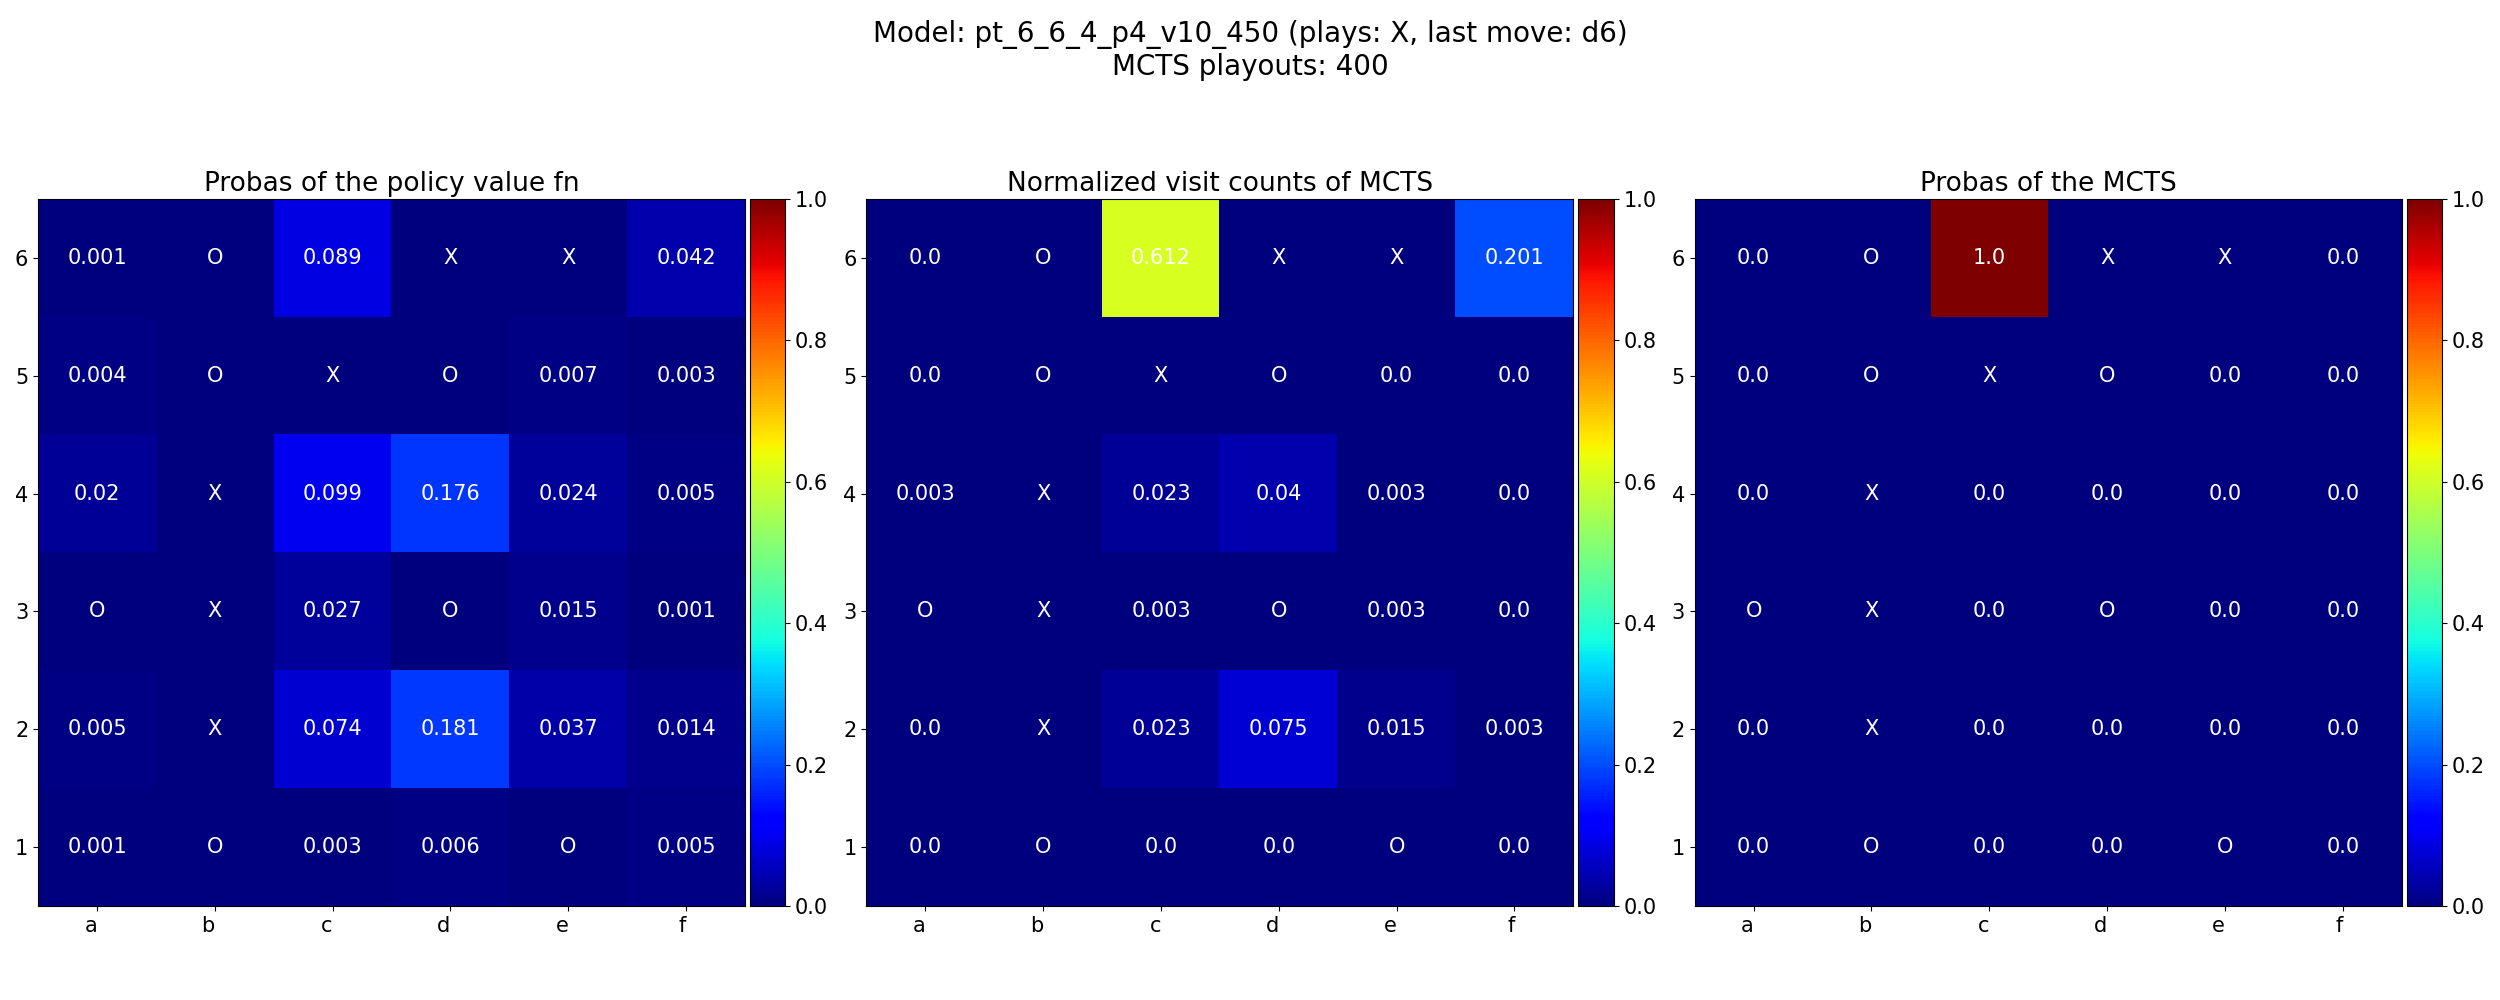 Model: pt_6_6_4_p4_v10_450 (plays: X, last move: d6)
MCTS playouts: 400
Probas of the policy value fn
6 0.001 O 0.089 X X 0.042
5 0.004 O X O 0.007 0.003
4 0.02 X 0.099 0.176 0.024 0.005
3 O X 0.027 O 0.015 0.001
2 0.005 X 0.074 0.181 0.037 0.014
1 0.001 O 0.003 0.006 O 0.005
a b c d e f
1.0
0.8
0.6
0.4
0.2
0.0
Normalized visit counts of MCTS
6 0.0 O 0.612 X X 0.201
5 0.0 O X O 0.0 0.0
4 0.003 X 0.023 0.04 0.003 0.0
3 O X 0.003 O 0.003 0.0
2 0.0 X 0.023 0.075 0.015 0.003
1 0.0 O 0.0 0.0 O 0.0
a b c d e f
1.0
0.8
0.6
0.4
0.2
0.0
Probas of the MCTS
6 0.0 O 1.0 X X 0.0
5 0.0 O X O 0.0 0.0
4 0.0 X 0.0 0.0 0.0 0.0
3 O X 0.0 O 0.0 0.0
2 0.0 X 0.0 0.0 0.0 0.0
1 0.0 O 0.0 0.0 O 0.0
a b c d e f
1.0
0.8
0.6
0.4
0.2
0.0